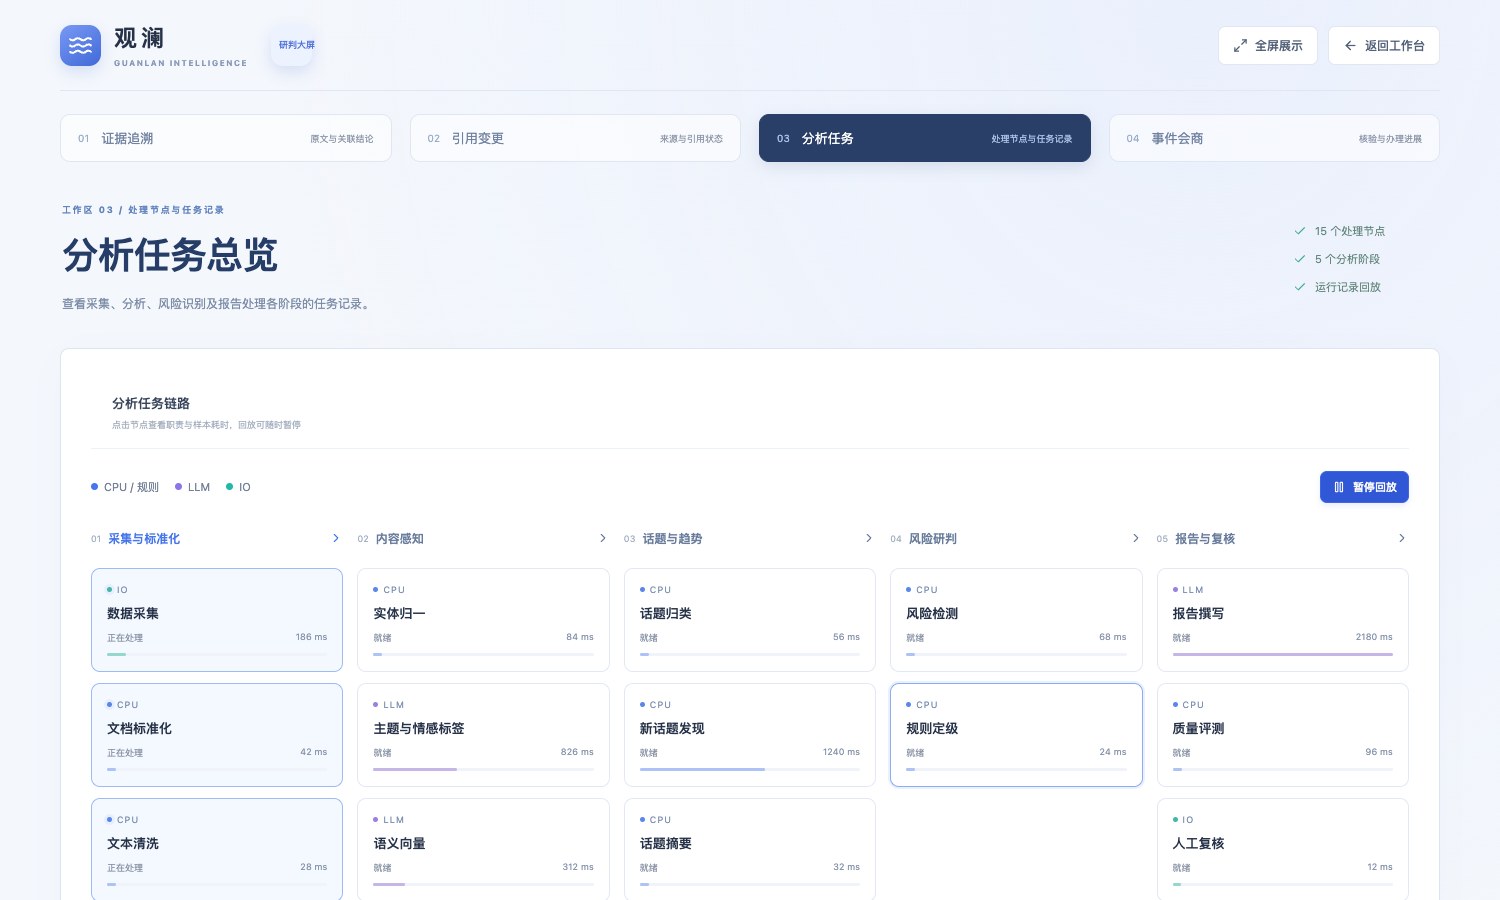 观澜
GUANLAN INTELLIGENCE
研判大屏
全屏展示
返回工作台
01 证据追溯 原文与关联结论
02 引用变更 来源与引用状态
03 分析任务 处理节点与任务记录
04 事件会商 核验与办理进展
工作区 03 / 处理节点与任务记录
分析任务总览
查看采集、分析、风险识别及报告处理各阶段的任务记录。
15 个处理节点
5 个分析阶段
运行记录回放
分析任务链路
点击节点查看职责与样本耗时，回放可随时暂停
CPU / 规则 LLM IO
暂停回放
01 采集与标准化
IO
数据采集
正在处理 186 ms
CPU
文档标准化
正在处理 42 ms
CPU
文本清洗
正在处理 28 ms
02 内容感知
CPU
实体归一
就绪 84 ms
LLM
主题与情感标签
就绪 826 ms
LLM
语义向量
就绪 312 ms
03 话题与趋势
CPU
话题归类
就绪 56 ms
CPU
新话题发现
就绪 1240 ms
CPU
话题摘要
就绪 32 ms
04 风险研判
CPU
风险检测
就绪 68 ms
CPU
规则定级
就绪 24 ms
05 报告与复核
LLM
报告撰写
就绪 2180 ms
CPU
质量评测
就绪 96 ms
IO
人工复核
就绪 12 ms